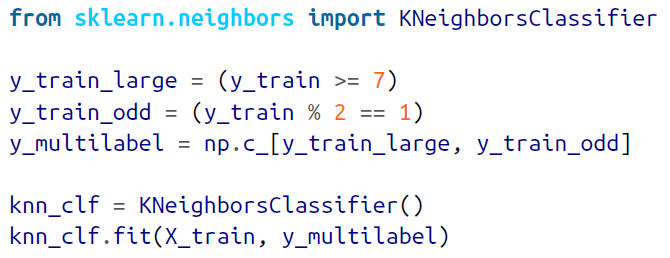 from sklearn.neighbors import KNeighborsClassifier
y_train_large = (y_train >= 7)
y_train_odd = (y_train % 2 == 1)
y_multilabel = np.c_[y_train_large, y_train_odd]
knn_clf = KNeighborsClassifier()
knn_clf.fit(X_train, y_multilabel)